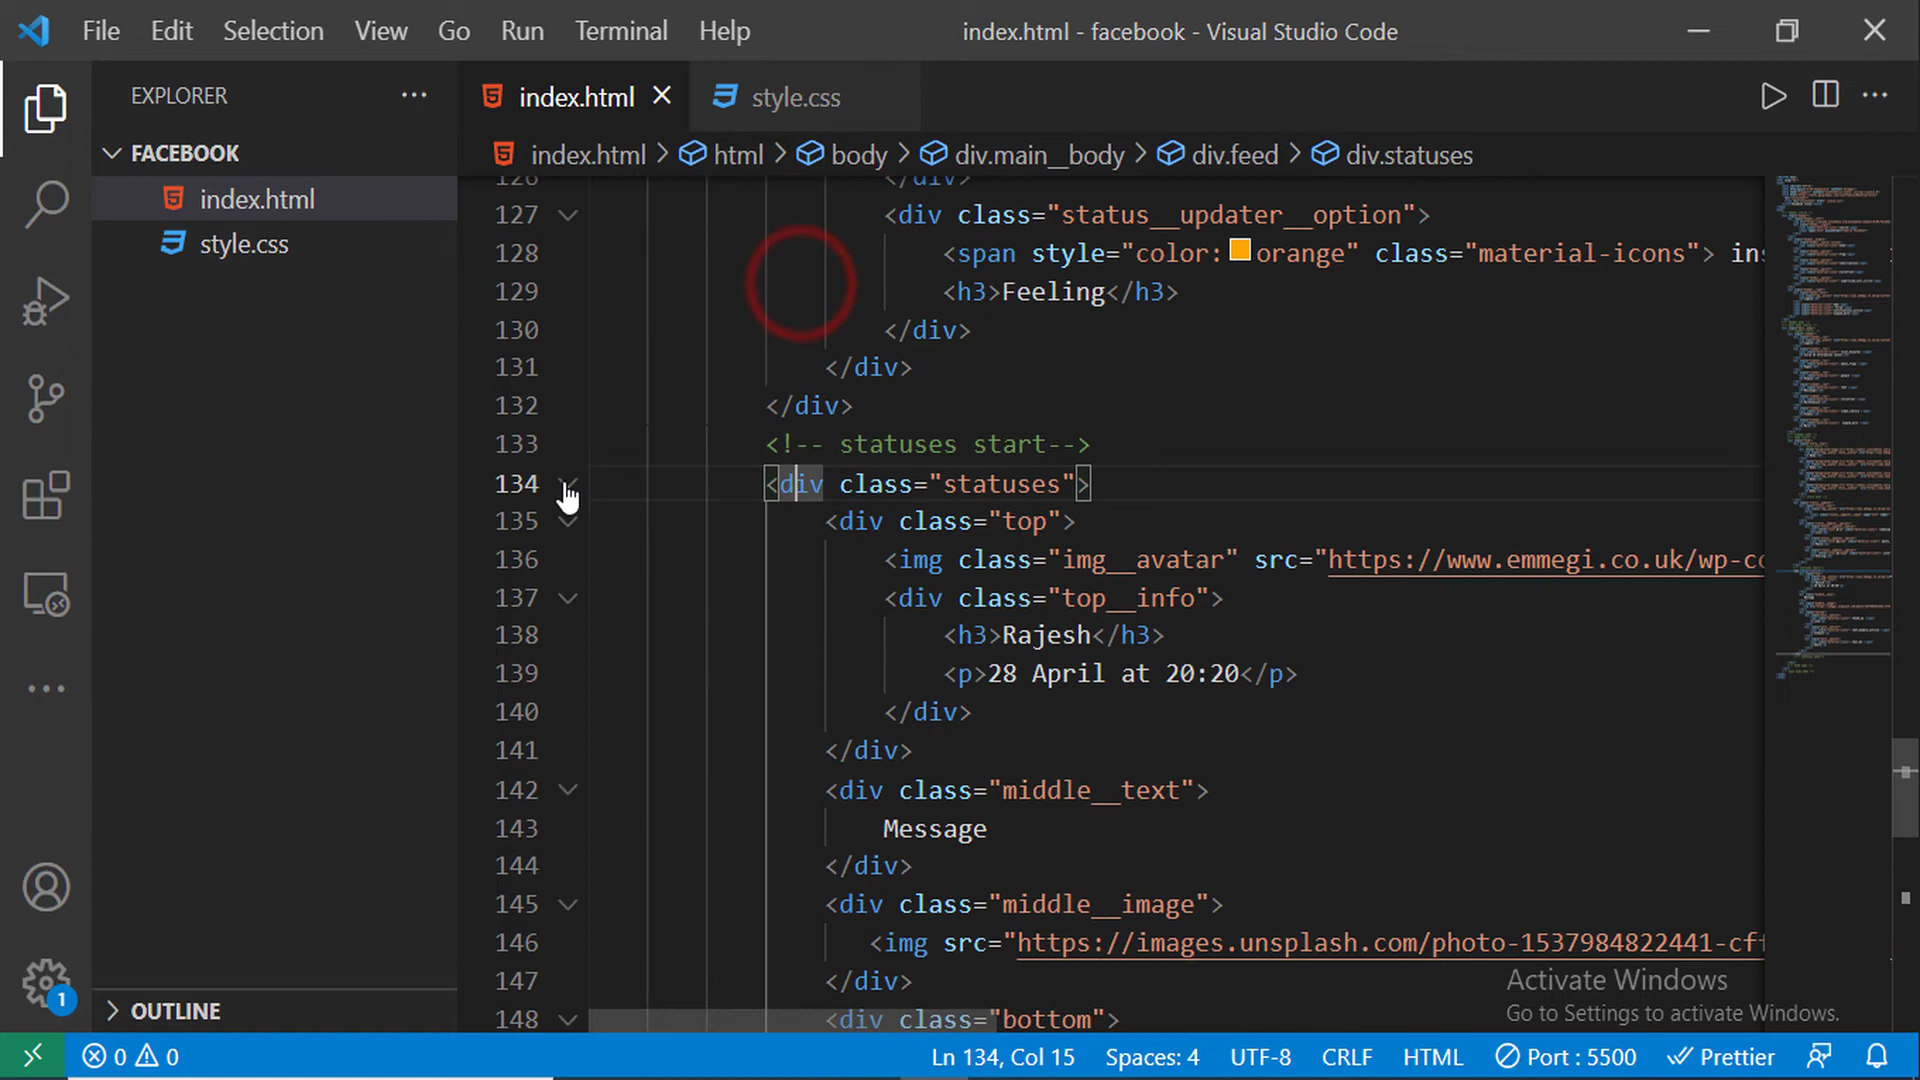 File Edit Selection View Go Run Terminal Help index.html - facebook - Visual Studio Code
EXPLORER ···
index.html
style.css
FACEBOOK
index.html
style.css
OUTLINE
1
index.html > html > body > div.main__body > div.feed > div.statuses
126 </div>
127 <div class="status__updater__option">
128 <span style="color:orange" class="material-icons"> ins
129 <h3>Feeling</h3>
130 </div>
131 </div>
132 </div>
133 <!-- statuses start-->
134 <div class="statuses">
135 <div class="top">
136 <img class="img__avatar" src="https://www.emmegi.co.uk/wp-co
137 <div class="top__info">
138 <h3>Rajesh</h3>
139 <p>28 April at 20:20</p>
140 </div>
141 </div>
142 <div class="middle__text">
143 Message
144 </div>
145 <div class="middle__image">
146 <img src="https://images.unsplash.com/photo-1537984822441-cff
147 </div>
148 <div class="bottom">
Activate Windows
Go to Settings to activate Windows.
0 0 Ln 134, Col 15 Spaces: 4 UTF-8 CRLF HTML Port : 5500 Prettier